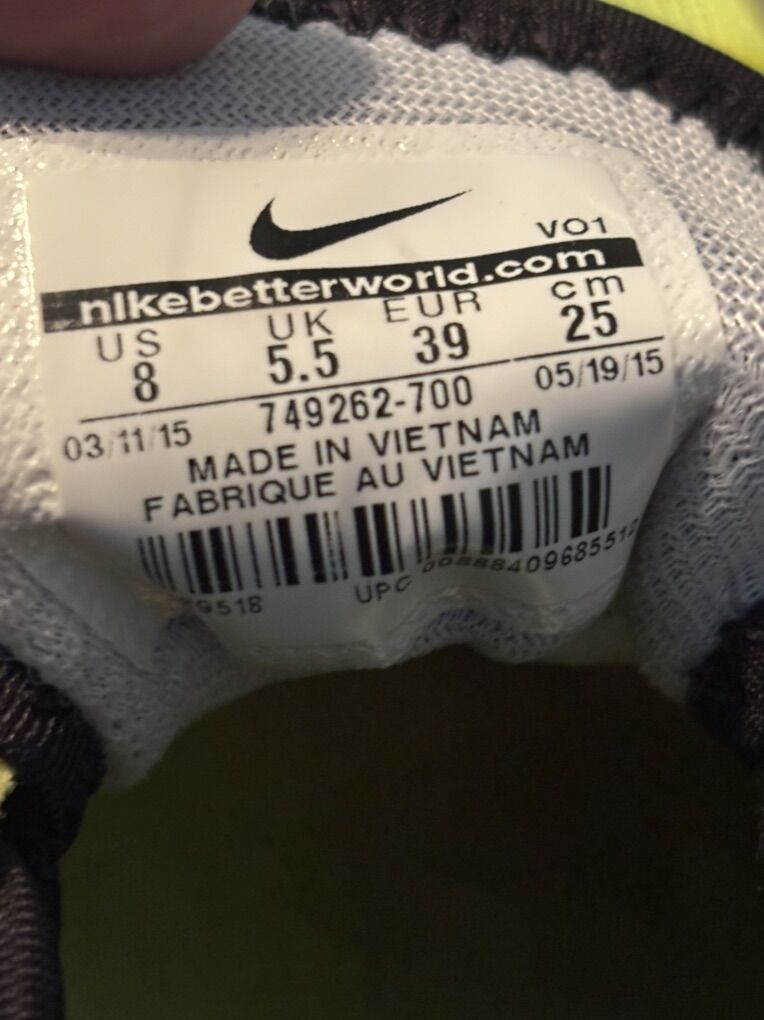 VO1
nikebetterworld.com
US UK EUR cm
8 5.5 39 25
03/11/15 749262-700 05/19/15
MADE IN VIETNAM
FABRIQUE AU VIETNAM
UPC